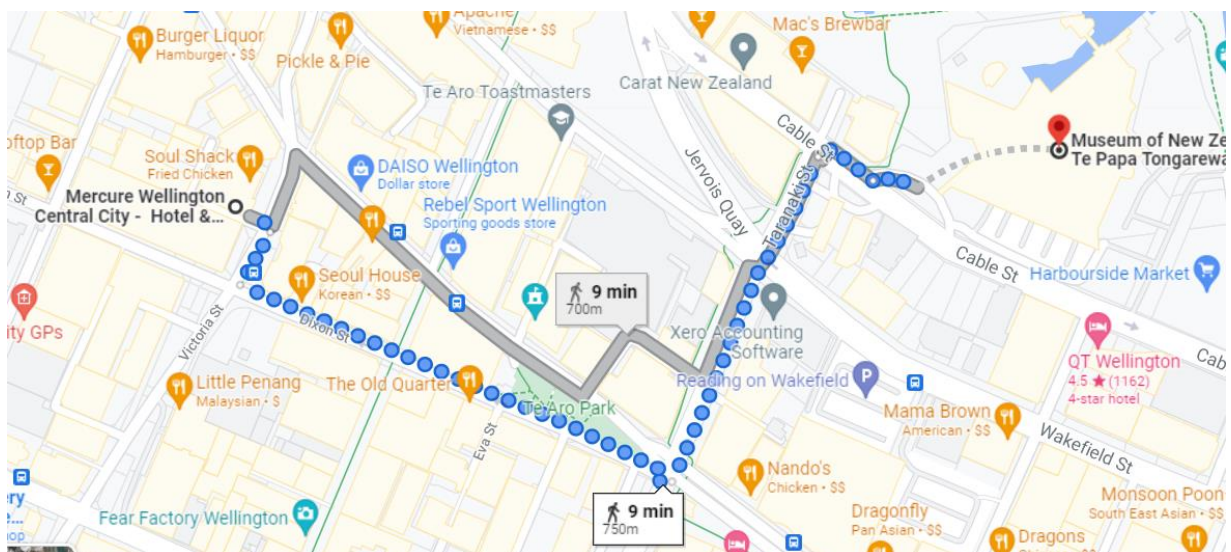 Apache
Vietnamese • $$
Burger Liquor
Hamburger • $$
Pickle & Pie
Mac's Brewbar
Carat New Zealand
Te Aro Toastmasters
Cable St
Museum of New Ze
Te Papa Tongarewa
oftop Bar
Soul Shack
Fried Chicken
DAISO Wellington
Dollar store
Jervois Quay
Taranaki St
Mercure Wellington
Central City - Hotel &...
n St
Rebel Sport Wellington
Sporting goods store
Cable St
Harbourside Market
Seoul House
Korean • $$
9 min
700m
ity GPs
Victoria St
Dixon St
Xero Accounting
Software
QT Wellington
4.5 ★ (1162)
4-star hotel
Cab
Little Penang
Malaysian • $
The Old Quarter
Te Aro Park
Reading on Wakefield
P
Mama Brown
American • $$
Wakefield St
Eva St
Nando's
Chicken • $$
9 min
750m
Fear Factory Wellington
Dragonfly
Pan Asian • $$
Monsoon Poon
South East Asian • $$
Dragons
Chinese • $$
ery
e...
hop